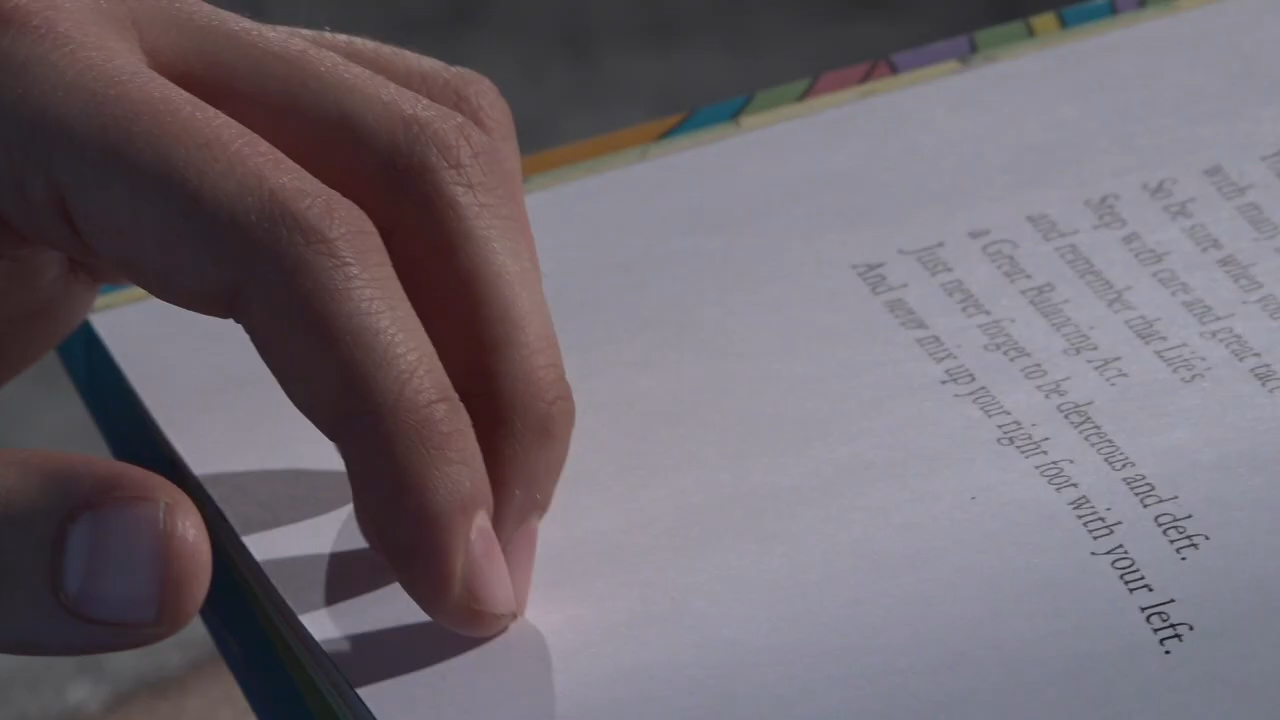 with many
So be sure when you
Step with care and great tact
and remember that Life's
a Great Balancing Act.
Just never forget to be dexterous and deft.
And never mix up your right foot with your left.